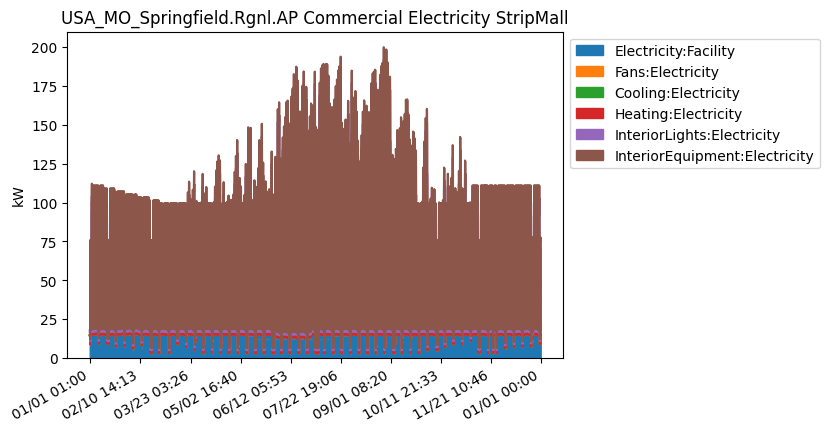 USA_MO_Springfield.Rgnl.AP Commercial Electricity StripMall
200
175
150
125
100
75
50
25
0
kW
01/01 01:00
02/10 14:13
03/23 03:26
05/02 16:40
06/12 05:53
07/22 19:06
09/01 08:20
10/11 21:33
11/21 10:46
01/01 00:00
Electricity:Facility
Fans:Electricity
Cooling:Electricity
Heating:Electricity
InteriorLights:Electricity
InteriorEquipment:Electricity